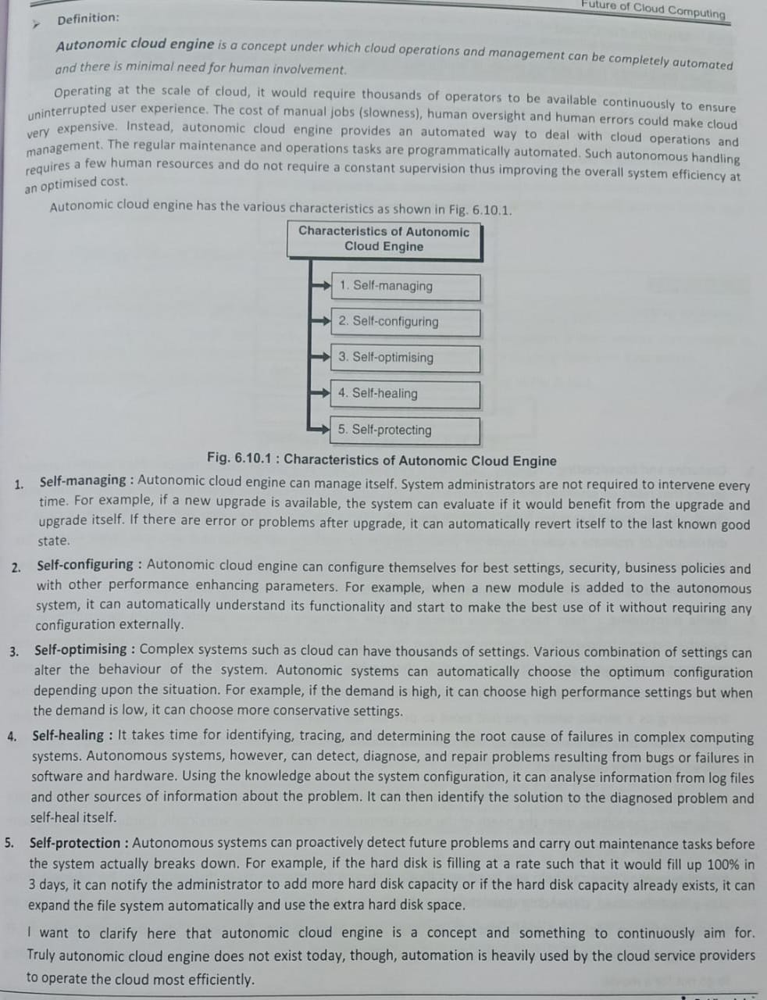 Future of Cloud Computing
➤ Definition:
Autonomic cloud engine is a concept under which cloud operations and management can be completely automated
and there is minimal need for human involvement.
Operating at the scale of cloud, it would require thousands of operators to be available continuously to ensure
uninterrupted user experience. The cost of manual jobs (slowness), human oversight and human errors could make cloud
very expensive. Instead, autonomic cloud engine provides an automated way to deal with cloud operations and
management. The regular maintenance and operations tasks are programmatically automated. Such autonomous handling
requires a few human resources and do not require a constant supervision thus improving the overall system efficiency at
an optimised cost.
Autonomic cloud engine has the various characteristics as shown in Fig. 6.10.1.
Characteristics of Autonomic
Cloud Engine
1. Self-managing
2. Self-configuring
3. Self-optimising
4. Self-healing
5. Self-protecting
Fig. 6.10.1 : Characteristics of Autonomic Cloud Engine
1. Self-managing : Autonomic cloud engine can manage itself. System administrators are not required to intervene every
time. For example, if a new upgrade is available, the system can evaluate if it would benefit from the upgrade and
upgrade itself. If there are error or problems after upgrade, it can automatically revert itself to the last known good
state.
2. Self-configuring : Autonomic cloud engine can configure themselves for best settings, security, business policies and
with other performance enhancing parameters. For example, when a new module is added to the autonomous
system, it can automatically understand its functionality and start to make the best use of it without requiring any
configuration externally.
3. Self-optimising : Complex systems such as cloud can have thousands of settings. Various combination of settings can
alter the behaviour of the system. Autonomic systems can automatically choose the optimum configuration
depending upon the situation. For example, if the demand is high, it can choose high performance settings but when
the demand is low, it can choose more conservative settings.
4. Self-healing : It takes time for identifying, tracing, and determining the root cause of failures in complex computing
systems. Autonomous systems, however, can detect, diagnose, and repair problems resulting from bugs or failures in
software and hardware. Using the knowledge about the system configuration, it can analyse information from log files
and other sources of information about the problem. It can then identify the solution to the diagnosed problem and
self-heal itself.
5. Self-protection : Autonomous systems can proactively detect future problems and carry out maintenance tasks before
the system actually breaks down. For example, if the hard disk is filling at a rate such that it would fill up 100% in
3 days, it can notify the administrator to add more hard disk capacity or if the hard disk capacity already exists, it can
expand the file system automatically and use the extra hard disk space.
I want to clarify here that autonomic cloud engine is a concept and something to continuously aim for.
Truly autonomic cloud engine does not exist today, though, automation is heavily used by the cloud service providers
to operate the cloud most efficiently.